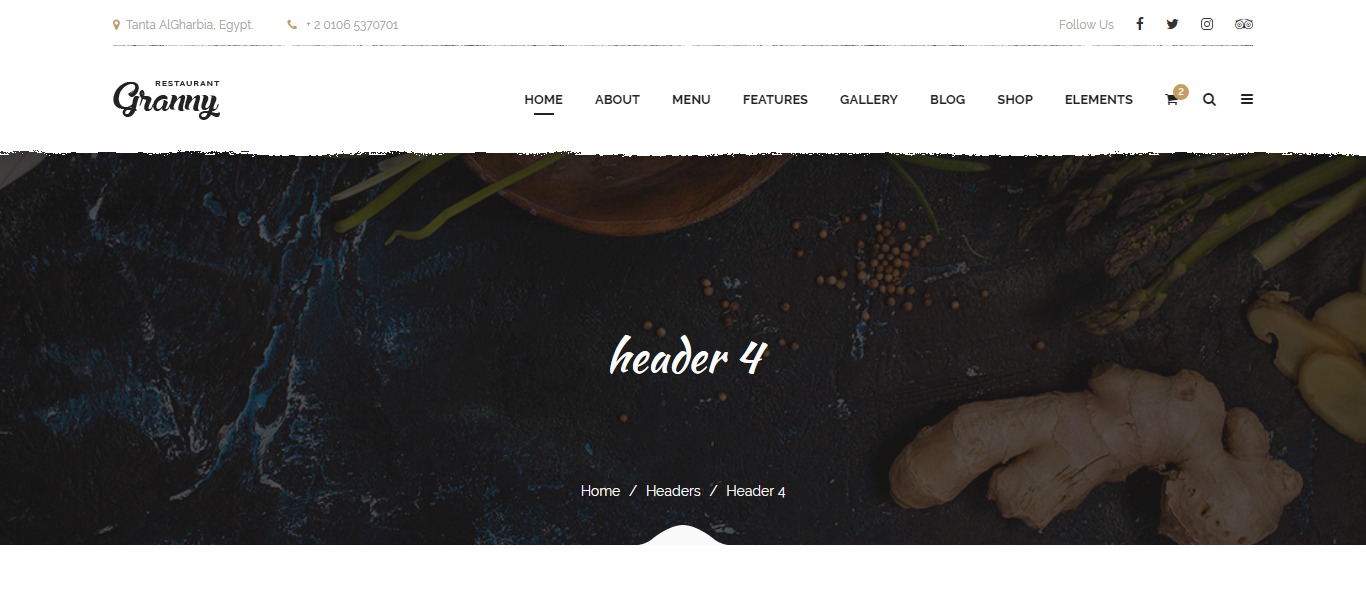 Tanta AlGharbia, Egypt.
+ 2 0106 5370701
Follow Us
RESTAURANT
Granny
HOME
ABOUT
MENU
FEATURES
GALLERY
BLOG
SHOP
ELEMENTS
2
header 4
Home / Headers / Header 4